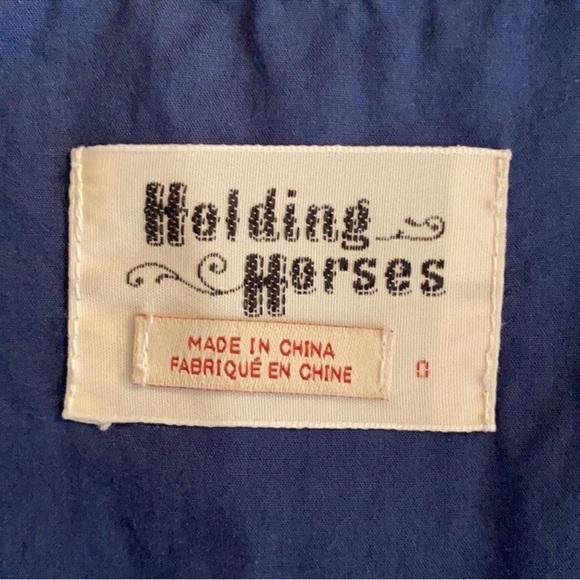 Holding
Horses
MADE IN CHINA
FABRIQUÉ EN CHINE
0